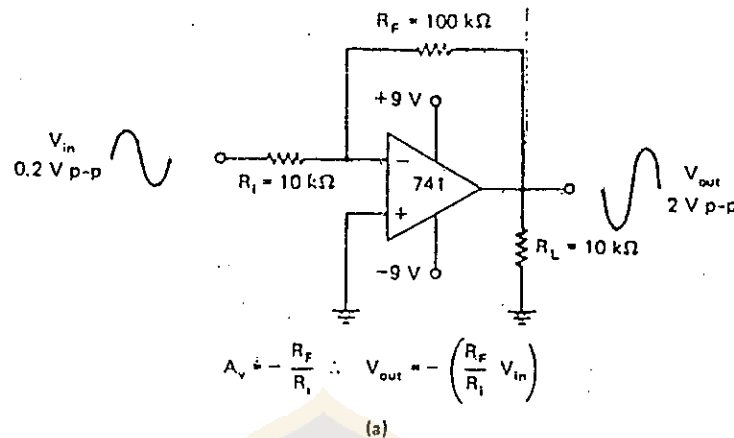 R_F = 100 kΩ
+9 V
V_in
0.2 V p-p
R_i = 10 kΩ
−
741
+
V_out
2 V p-p
R_L = 10 kΩ
−9 V
A_v = − R_F / R_i ∴ V_out = − (R_F / R_i V_in)
(a)